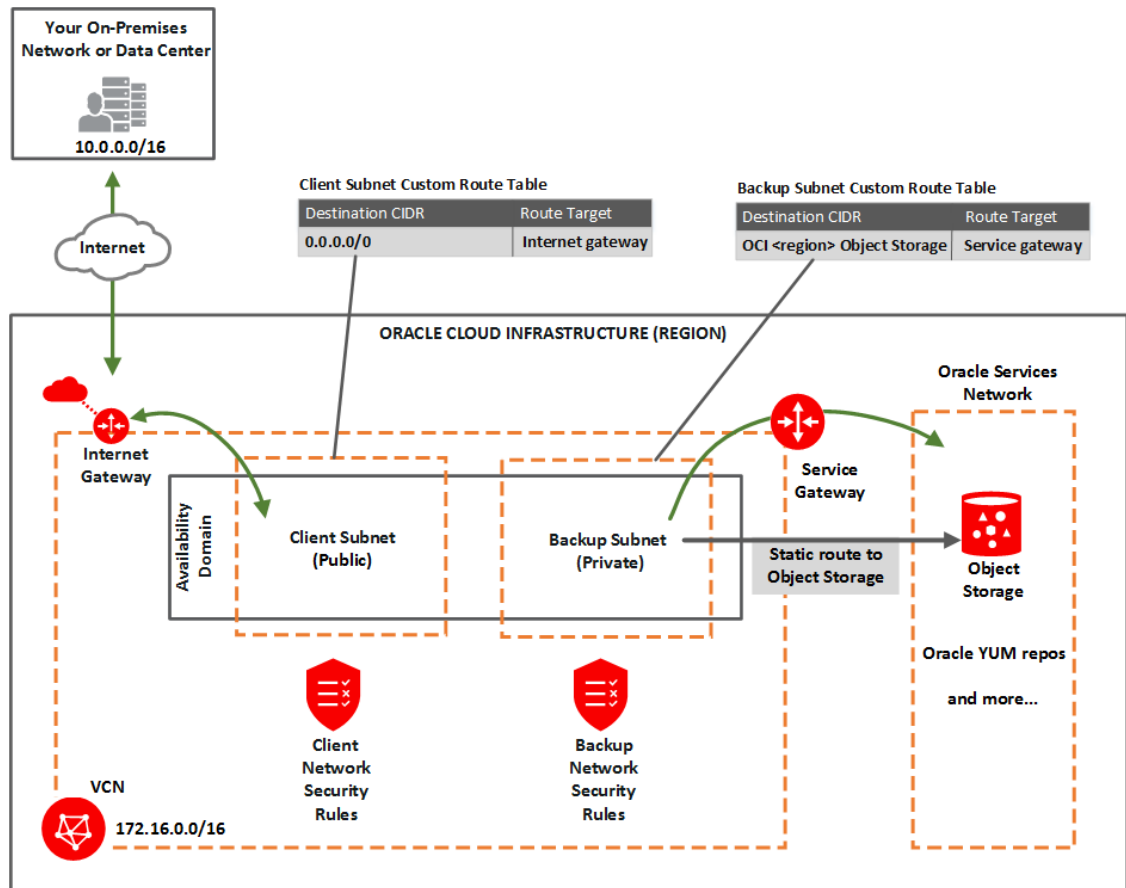 Your On-Premises
Network or Data Center
10.0.0.0/16
Internet
Client Subnet Custom Route Table
Destination CIDR Route Target
0.0.0.0/0 Internet gateway
Backup Subnet Custom Route Table
Destination CIDR Route Target
OCI <region> Object Storage Service gateway
ORACLE CLOUD INFRASTRUCTURE (REGION)
Oracle Services
Network
Internet
Gateway
Service
Gateway
Availability
Domain
Client Subnet
(Public)
Backup Subnet
(Private)
Static route to
Object Storage
Object
Storage
Oracle YUM repos
and more...
Client
Network
Security
Rules
Backup
Network
Security
Rules
VCN
172.16.0.0/16